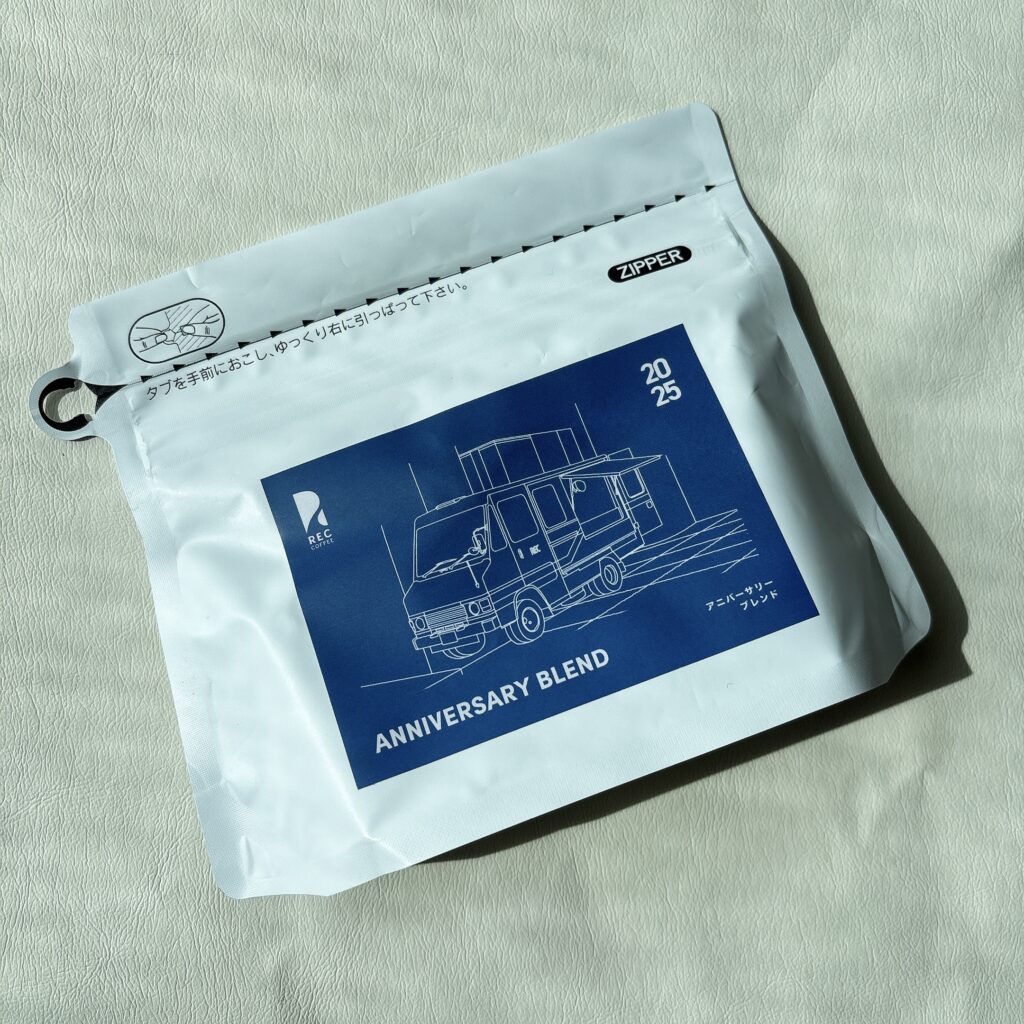 ZIPPER
タブを手前におこし、ゆっくり右に引っぱって下さい。
20
25
REC
COFFEE
REC
アニバーサリー
ブレンド
ANNIVERSARY BLEND